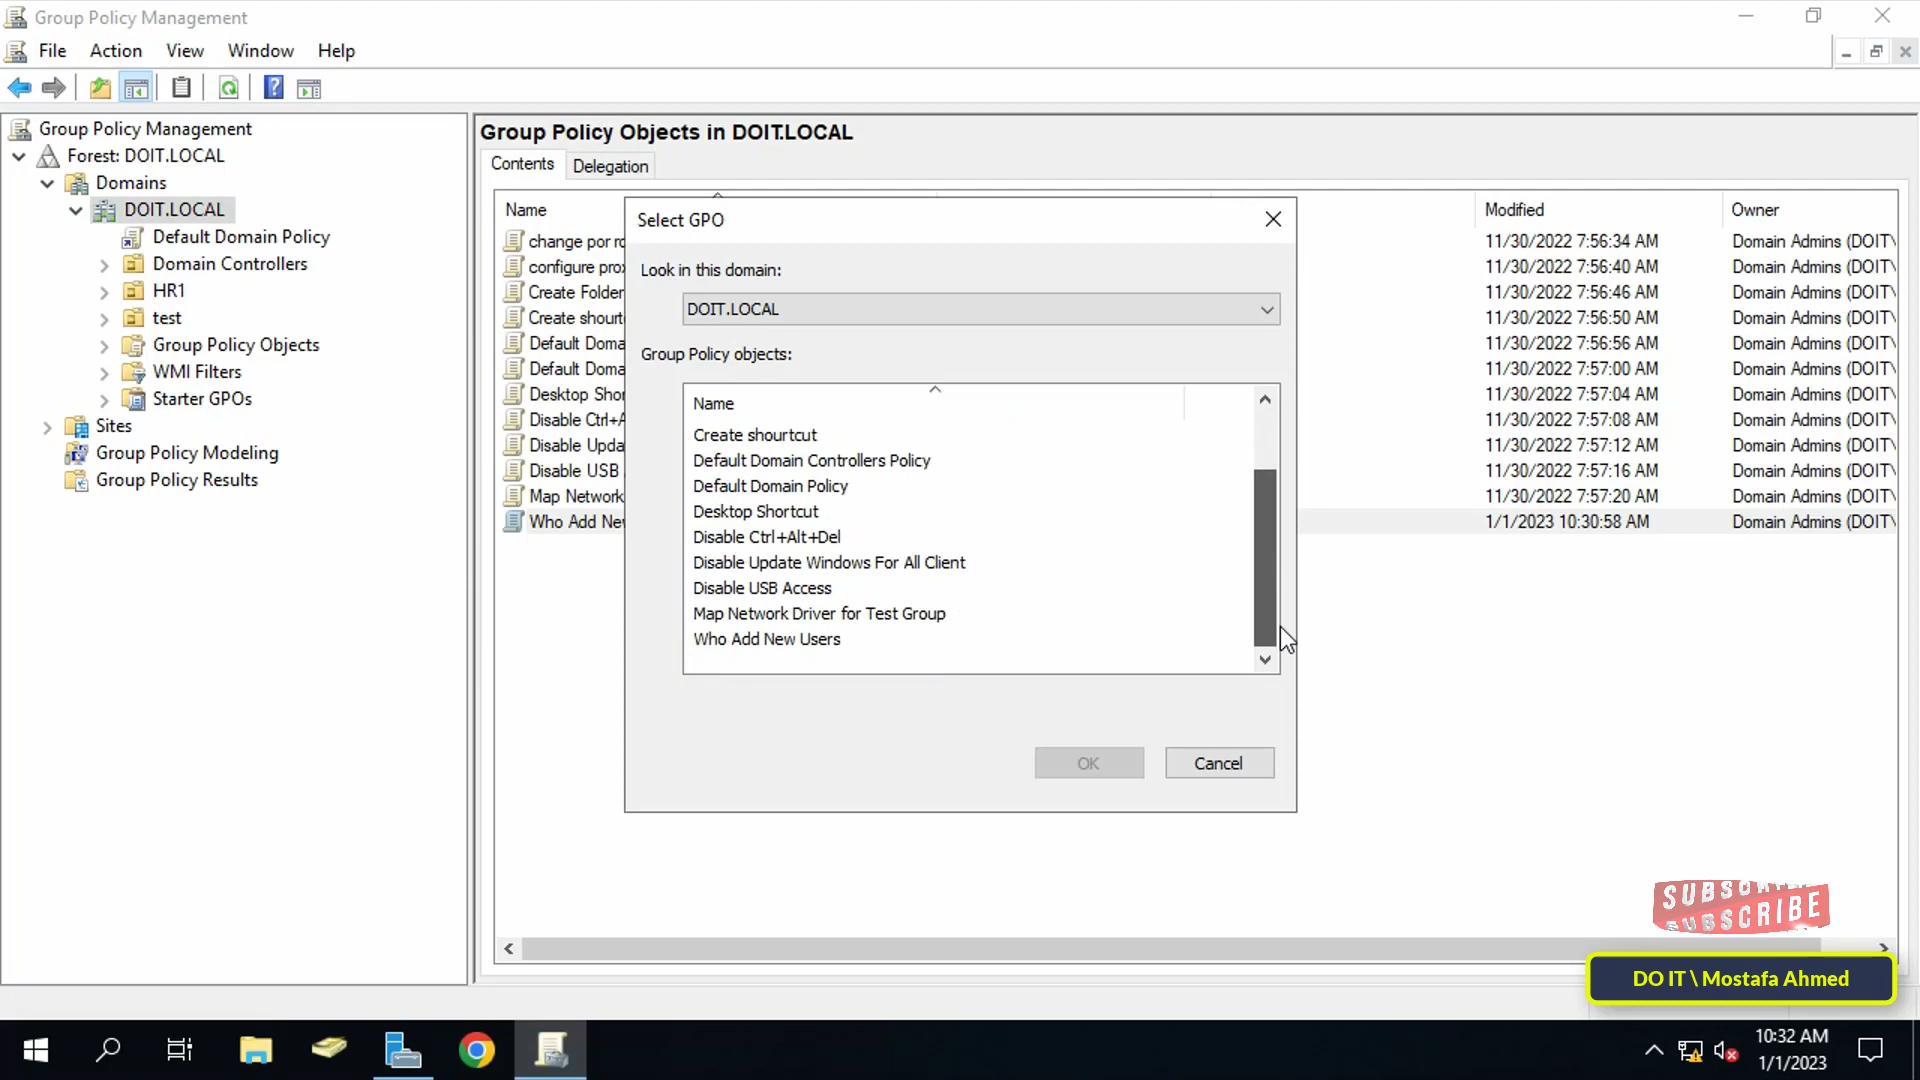 Group Policy Management
File Action View Window Help
Group Policy Management
Forest: DOIT.LOCAL
Domains
DOIT.LOCAL
Default Domain Policy
Domain Controllers
HR1
test
Group Policy Objects
WMI Filters
Starter GPOs
Sites
Group Policy Modeling
Group Policy Results
Group Policy Objects in DOIT.LOCAL
Contents Delegation
Name Modified Owner
change por ro 11/30/2022 7:56:34 AM Domain Admins (DOIT\
configure prox 11/30/2022 7:56:40 AM Domain Admins (DOIT\
Create Folder 11/30/2022 7:56:46 AM Domain Admins (DOIT\
Create shourtc 11/30/2022 7:56:50 AM Domain Admins (DOIT\
Default Doma 11/30/2022 7:56:56 AM Domain Admins (DOIT\
Default Doma 11/30/2022 7:57:00 AM Domain Admins (DOIT\
Desktop Shor 11/30/2022 7:57:04 AM Domain Admins (DOIT\
Disable Ctrl+A 11/30/2022 7:57:08 AM Domain Admins (DOIT\
Disable Upda 11/30/2022 7:57:12 AM Domain Admins (DOIT\
Disable USB 11/30/2022 7:57:16 AM Domain Admins (DOIT\
Map Network 11/30/2022 7:57:20 AM Domain Admins (DOIT\
Who Add New 1/1/2023 10:30:58 AM Domain Admins (DOIT\
Select GPO
Look in this domain:
DOIT.LOCAL
Group Policy objects:
Name
Create shourtcut
Default Domain Controllers Policy
Default Domain Policy
Desktop Shortcut
Disable Ctrl+Alt+Del
Disable Update Windows For All Client
Disable USB Access
Map Network Driver for Test Group
Who Add New Users
OK Cancel
SUBSCRIBE
SUBSCRIBE
DO IT \ Mostafa Ahmed
10:32 AM
1/1/2023